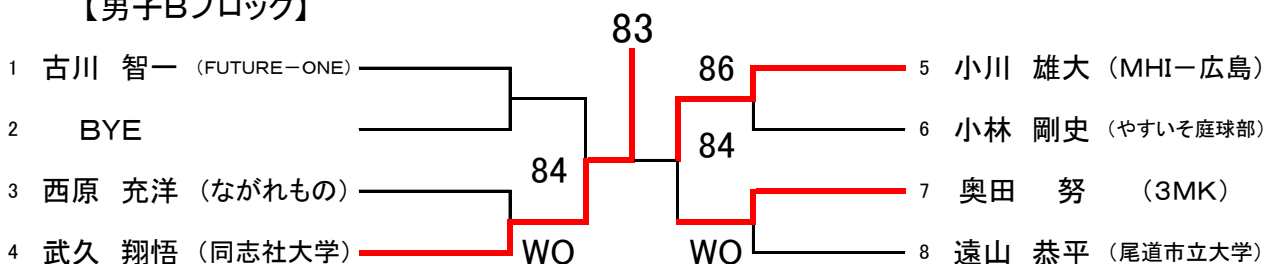 【男子Bブロック】
83
1 古川 智一 (FUTURE-ONE)
86
5 小川 雄大 (MHI-広島)
2 BYE
6 小林 剛史 (やすいそ庭球部)
84
84
3 西原 充洋 (ながれもの)
7 奥田 努 (3MK)
4 武久 翔悟 (同志社大学)
WO
WO
8 遠山 恭平 (尾道市立大学)